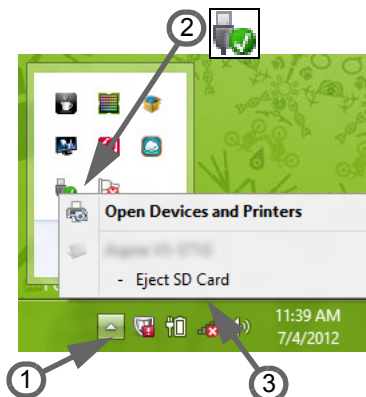 2
Open Devices and Printers
- Eject SD Card
11:39 AM
7/4/2012
1
3